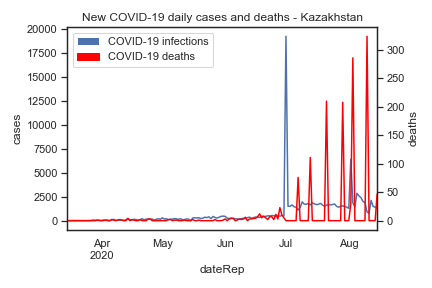 New COVID-19 daily cases and deaths - Kazakhstan
COVID-19 infections
COVID-19 deaths
20000
17500
15000
12500
10000
7500
5000
2500
0
cases
300
250
200
150
100
50
0
deaths
Apr
2020
May
Jun
Jul
Aug
dateRep